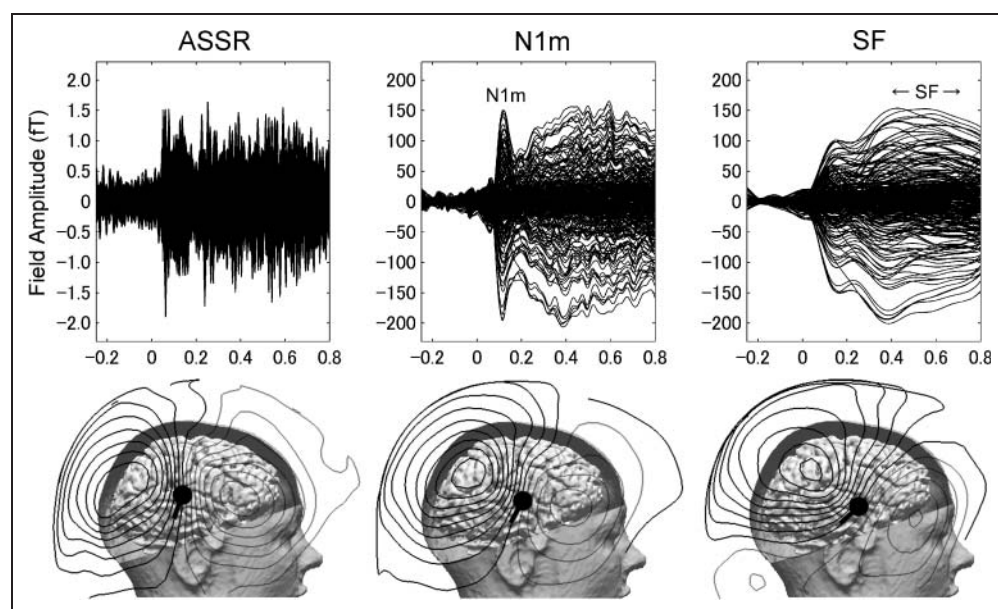 ASSR N1m SF
2.0 200 200
1.5 N1m 150 ← SF → 150
1.0 100 100
0.5 50 50
0 0 0
−0.5 −50 −50
−1.0 −100 −100
−1.5 −150 −150
−2.0 −200 −200
Field Amplitude (fT)
−0.2 0 0.2 0.4 0.6 0.8 −0.2 0 0.2 0.4 0.6 0.8 −0.2 0 0.2 0.4 0.6 0.8